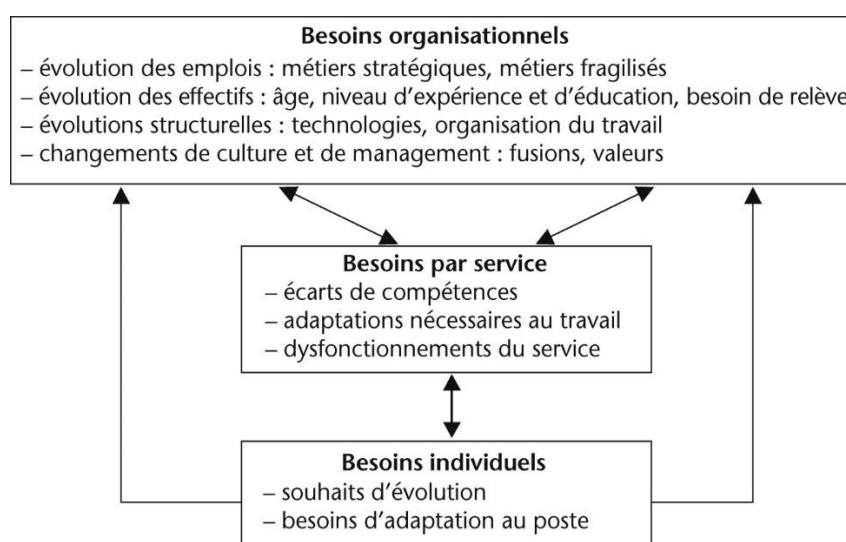 Besoins organisationnels
– évolution des emplois : métiers stratégiques, métiers fragilisés
– évolution des effectifs : âge, niveau d’expérience et d’éducation, besoin de relève
– évolutions structurelles : technologies, organisation du travail
– changements de culture et de management : fusions, valeurs
Besoins par service
– écarts de compétences
– adaptations nécessaires au travail
– dysfonctionnements du service
Besoins individuels
– souhaits d’évolution
– besoins d’adaptation au poste